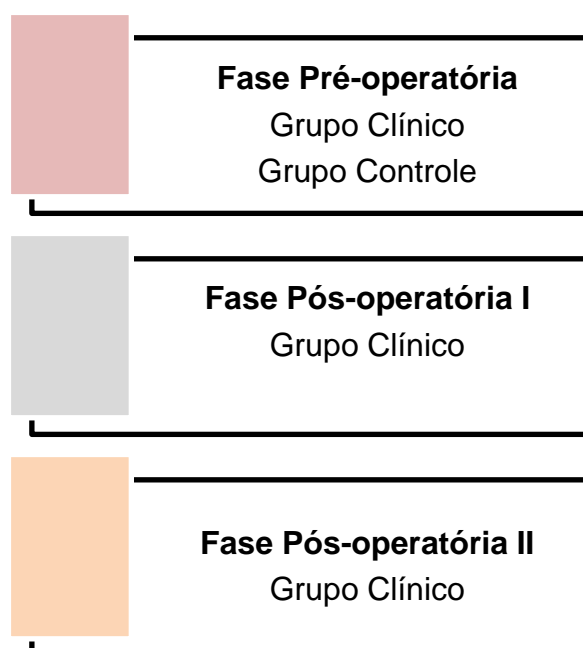 Fase Pré-operatória
Grupo Clínico
Grupo Controle
Fase Pós-operatória I
Grupo Clínico
Fase Pós-operatória II
Grupo Clínico